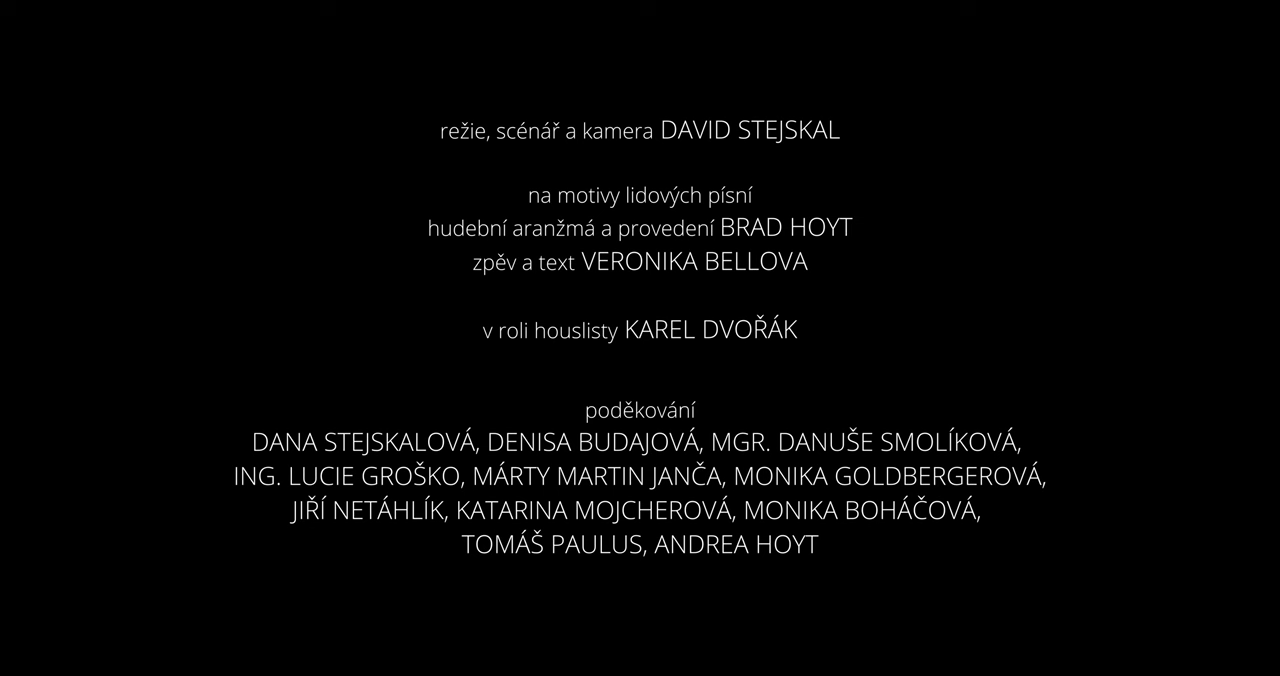 režie, scénář a kamera DAVID STEJSKAL
na motivy lidových písní
hudební aranžmá a provedení BRAD HOYT
zpěv a text VERONIKA BELLOVA
v roli houslisty KAREL DVOŘÁK
poděkování
DANA STEJSKALOVÁ, DENISA BUDAJOVÁ, MGR. DANUŠE SMOLÍKOVÁ,
ING. LUCIE GROŠKO, MÁRTY MARTIN JANČA, MONIKA GOLDBERGEROVÁ,
JIŘÍ NETÁHLÍK, KATARINA MOJCHEROVÁ, MONIKA BOHÁČOVÁ,
TOMÁŠ PAULUS, ANDREA HOYT